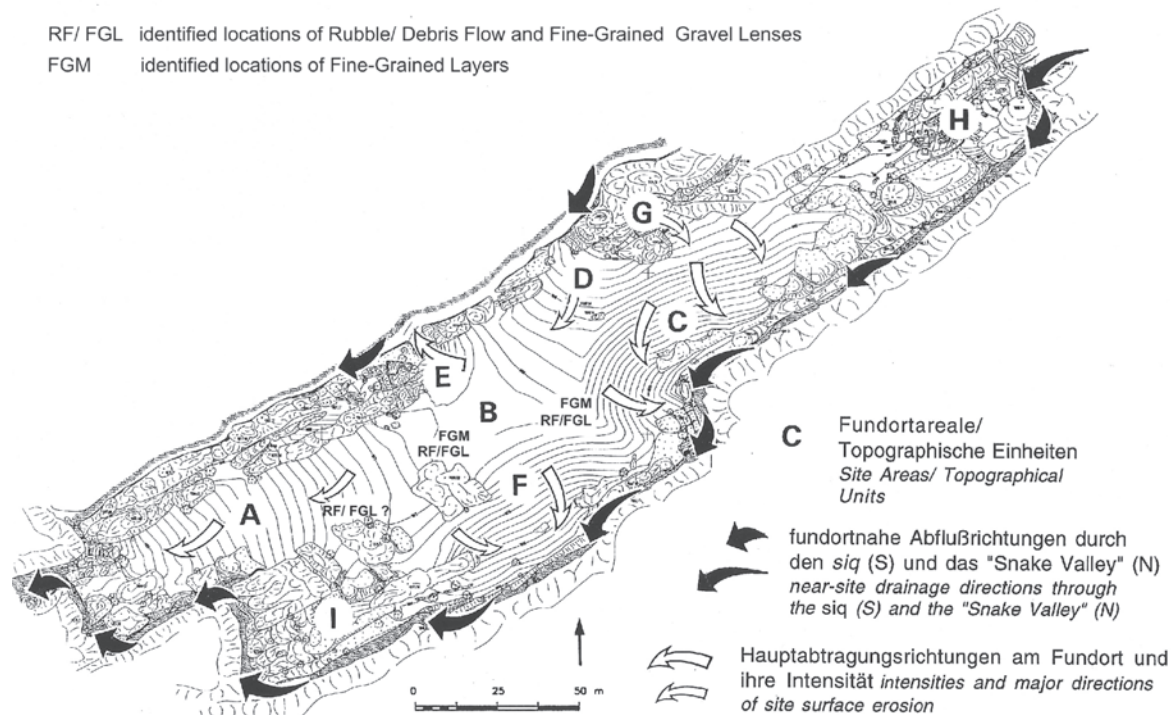 RF/ FGL identified locations of Rubble/ Debris Flow and Fine-Grained Gravel Lenses
FGM identified locations of Fine-Grained Layers
H
G
D
C
E
B
FGM
RF/FGL
FGM
RF/FGL
F
A
RF/ FGL ?
I
C
Fundortareale/
Topographische Einheiten
Site Areas/ Topographical
Units
fundortnahe Abflußrichtungen durch
den siq (S) und das "Snake Valley" (N)
near-site drainage directions through
the siq (S) and the "Snake Valley" (N)
Hauptabtragungsrichtungen am Fundort und
ihre Intensität intensities and major directions
of site surface erosion
0 25 50 m